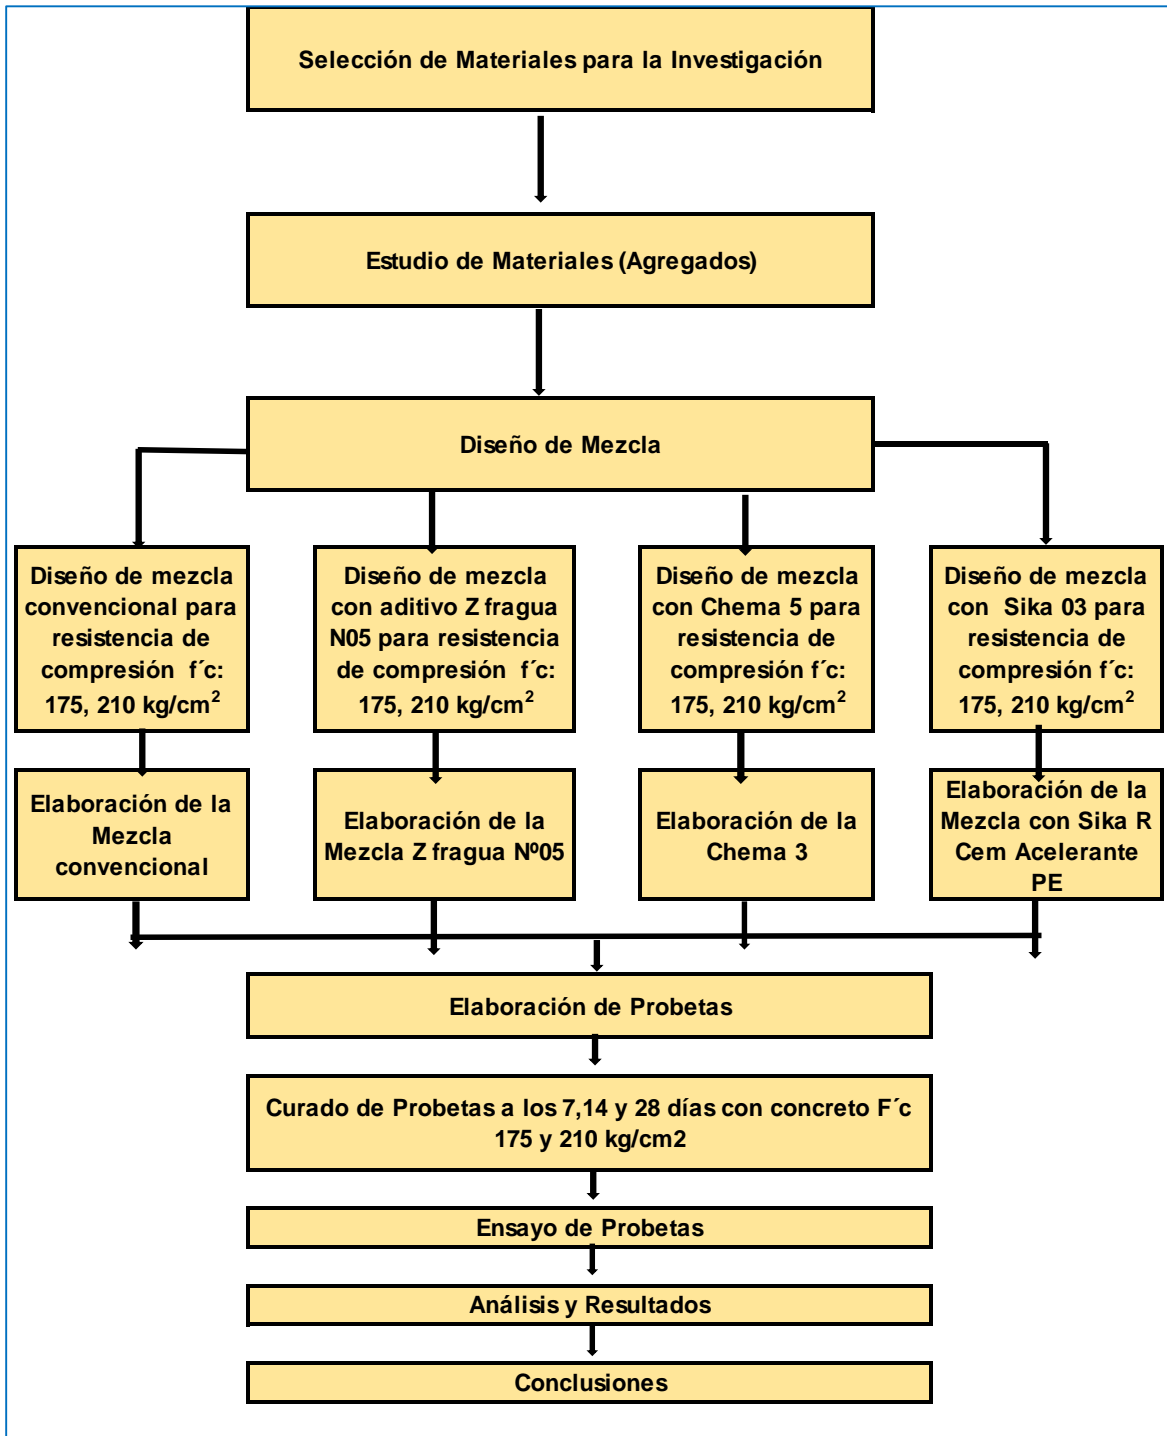 Selección de Materiales para la Investigación
Estudio de Materiales (Agregados)
Diseño de Mezcla
Diseño de mezcla
convencional para
resistencia de
compresión f´c:
175, 210 kg/cm²
Diseño de mezcla
con aditivo Z fragua
N05 para resistencia
de compresión f´c:
175, 210 kg/cm²
Diseño de mezcla
con Chema 5 para
resistencia de
compresión f´c:
175, 210 kg/cm²
Diseño de mezcla
con Sika 03 para
resistencia de
compresión f´c:
175, 210 kg/cm²
Elaboración de la
Mezcla
convencional
Elaboración de la
Mezcla Z fragua Nº05
Elaboración de la
Chema 3
Elaboración de la
Mezcla con Sika R
Cem Acelerante
PE
Elaboración de Probetas
Curado de Probetas a los 7,14 y 28 días con concreto F´c
175 y 210 kg/cm2
Ensayo de Probetas
Análisis y Resultados
Conclusiones